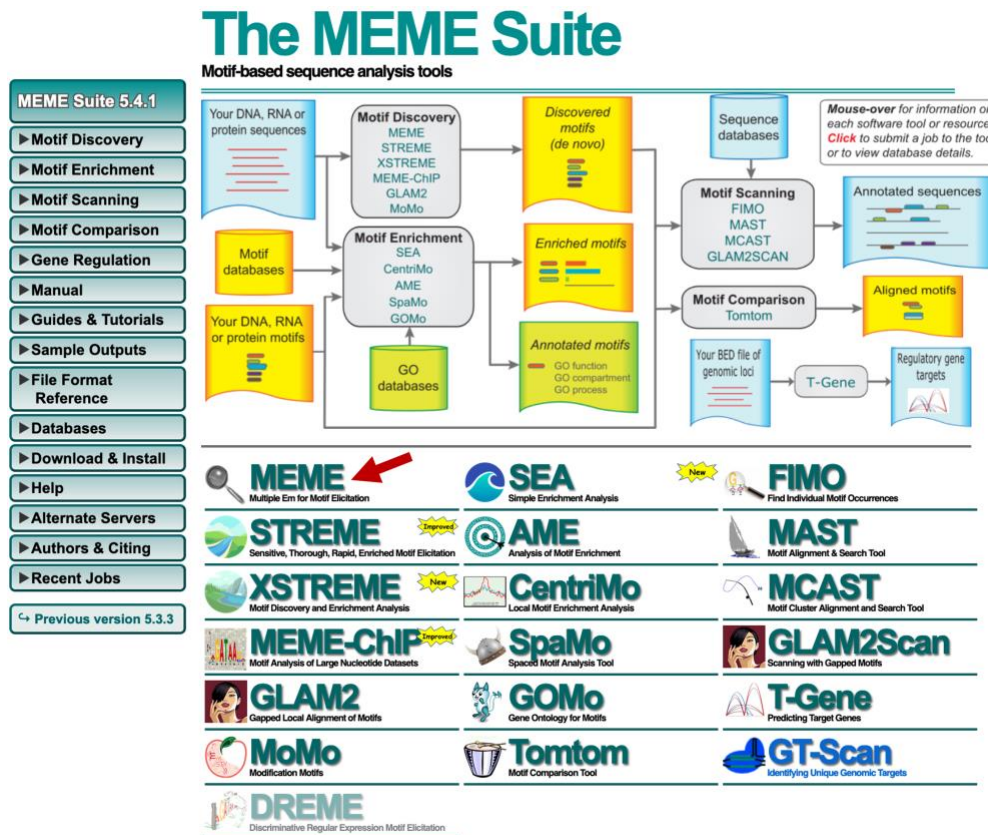 The MEME Suite
Motif-based sequence analysis tools
MEME Suite 5.4.1
▶Motif Discovery
▶Motif Enrichment
▶Motif Scanning
▶Motif Comparison
▶Gene Regulation
▶Manual
▶Guides & Tutorials
▶Sample Outputs
▶File Format
Reference
▶Databases
▶Download & Install
▶Help
▶Alternate Servers
▶Authors & Citing
▶Recent Jobs
↪ Previous version 5.3.3
Your DNA, RNA or
protein sequences
Motif Discovery
MEME
STREME
XSTREME
MEME-ChIP
GLAM2
MoMo
Discovered
motifs
(de novo)
Sequence
databases
Mouse-over for information on
each software tool or resource
Click to submit a job to the tool
or to view database details.
Motif
databases
Motif Enrichment
SEA
CentriMo
AME
SpaMo
GOMo
Enriched motifs
Motif Scanning
FIMO
MAST
MCAST
GLAM2SCAN
Annotated sequences
Your DNA, RNA
or protein motifs
GO
databases
Annotated motifs
GO function
GO compartment
GO process
Motif Comparison
Tomtom
Aligned motifs
Your BED file of
genomic loci
T-Gene
Regulatory gene
targets
MEME
Multiple Em for Motif Elicitation
SEA
Simple Enrichment Analysis
New
FIMO
Find Individual Motif Occurrences
STREME
Improved
Sensitive, Thorough, Rapid, Enriched Motif Elicitation
AME
Analysis of Motif Enrichment
MAST
Motif Alignment & Search Tool
XSTREME
New
Motif Discovery and Enrichment Analysis
CentriMo
Local Motif Enrichment Analysis
MCAST
Motif Cluster Alignment and Search Tool
MEME-ChIP
Improved
Motif Analysis of Large Nucleotide Datasets
SpaMo
Spaced Motif Analysis Tool
GLAM2Scan
Scanning with Gapped Motifs
GLAM2
Gapped Local Alignment of Motifs
GOMo
Gene Ontology for Motifs
T-Gene
Predicting Target Genes
MoMo
Modification Motifs
Tomtom
Motif Comparison Tool
GT-Scan
Identifying Unique Genomic Targets
DREME
Discriminative Regular Expression Motif Elicitation